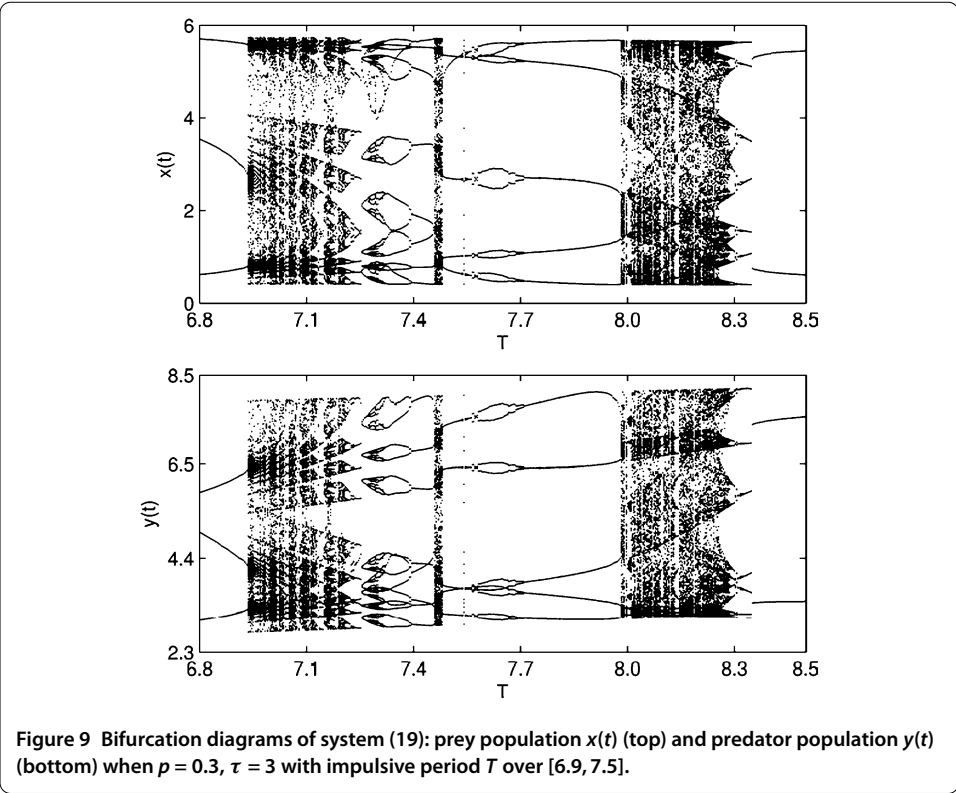 6
4
2
0
x(t)
6.8 7.1 7.4 7.7 8.0 8.3 8.5
T
8.5
6.5
4.4
2.3
y(t)
6.8 7.1 7.4 7.7 8.0 8.3 8.5
T
Figure 9 Bifurcation diagrams of system (19): prey population x(t) (top) and predator population y(t)
(bottom) when p = 0.3, τ = 3 with impulsive period T over [6.9, 7.5].